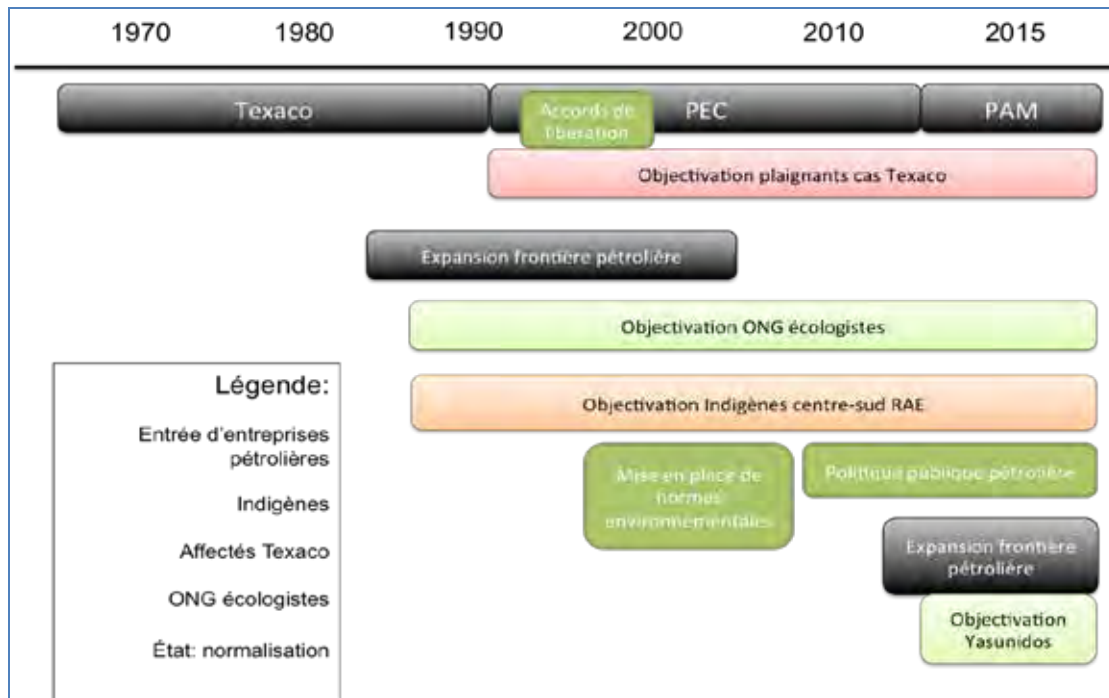 1970 1980 1990 2000 2010 2015
Texaco
Accords de
libération
PEC
PAM
Objectivation plaignants cas Texaco
Expansion frontière pétrolière
Objectivation ONG écologistes
Objectivation Indigènes centre-sud RAE
Mise en place de
normes
environnementales
Politique publique pétrolière
Expansion frontière
pétrolière
Objectivation
Yasunidos
Légende:
Entrée d'entreprises
pétrolières
Indigènes
Affectés Texaco
ONG écologistes
État: normalisation